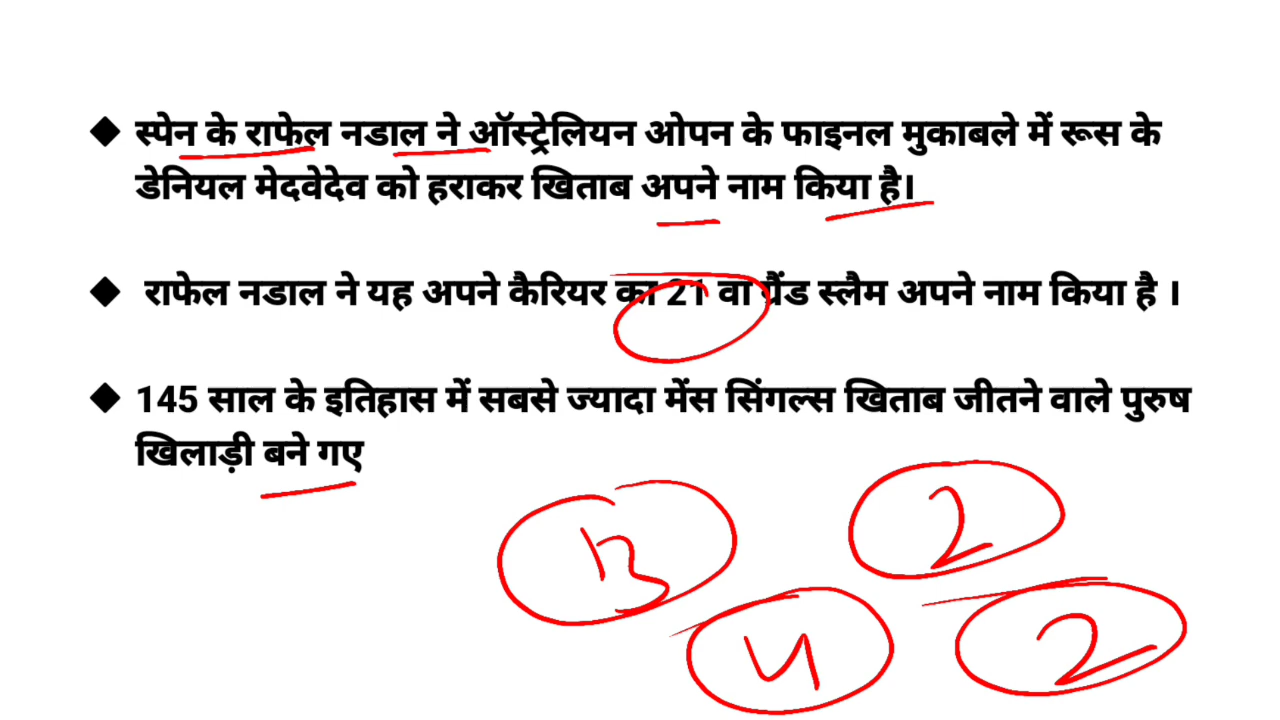 ◆ स्पेन के राफेल नडाल ने ऑस्ट्रेलियन ओपन के फाइनल मुकाबले में रूस के
डेनियल मेदवेदेव को हराकर खिताब अपने नाम किया है।
◆ राफेल नडाल ने यह अपने कैरियर का 21 वा ग्रैंड स्लैम अपने नाम किया है ।
◆ 145 साल के इतिहास में सबसे ज्यादा मेंस सिंगल्स खिताब जीतने वाले पुरुष
खिलाड़ी बने गए
13 2
4 2